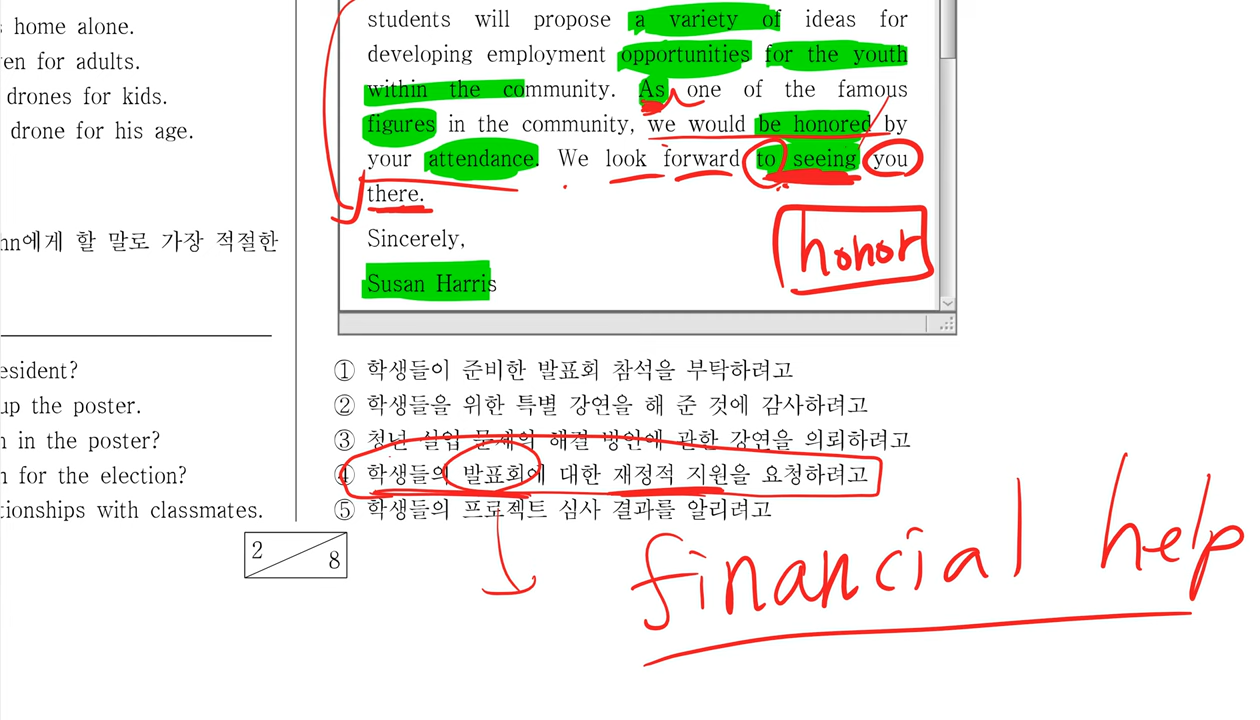 home alone.
en for adults.
drones for kids.
drone for his age.
에게 할 말로 가장 적절한
esident?
up the poster.
in the poster?
for the election?
tionships with classmates.
2
8
students will propose a variety of ideas for
developing employment opportunities for the youth
within the community. As one of the famous
figures in the community, we would be honored by
your attendance. We look forward to seeing you
there.
Sincerely,
Susan Harris
honor
① 학생들이 준비한 발표회 참석을 부탁하려고
② 학생들을 위한 특별 강연을 해 준 것에 감사하려고
③ 청년 실업 문제의 해결 방안에 관한 강연을 의뢰하려고
④ 학생들의 발표회에 대한 재정적 지원을 요청하려고
⑤ 학생들의 프로젝트 심사 결과를 알리려고
financial help